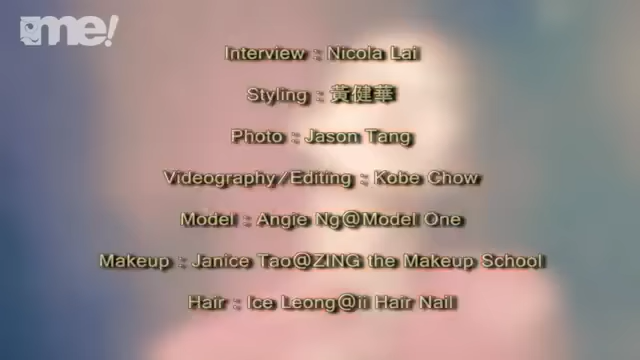 me!
Interview : Nicola Lai
Styling : 黃健華
Photo : Jason Tang
Videography/Editing : Kobe Chow
Model : Angie Ng@Model One
Makeup : Janice Tao@ZING the Makeup School
Hair : Ice Leong@ii Hair Nail